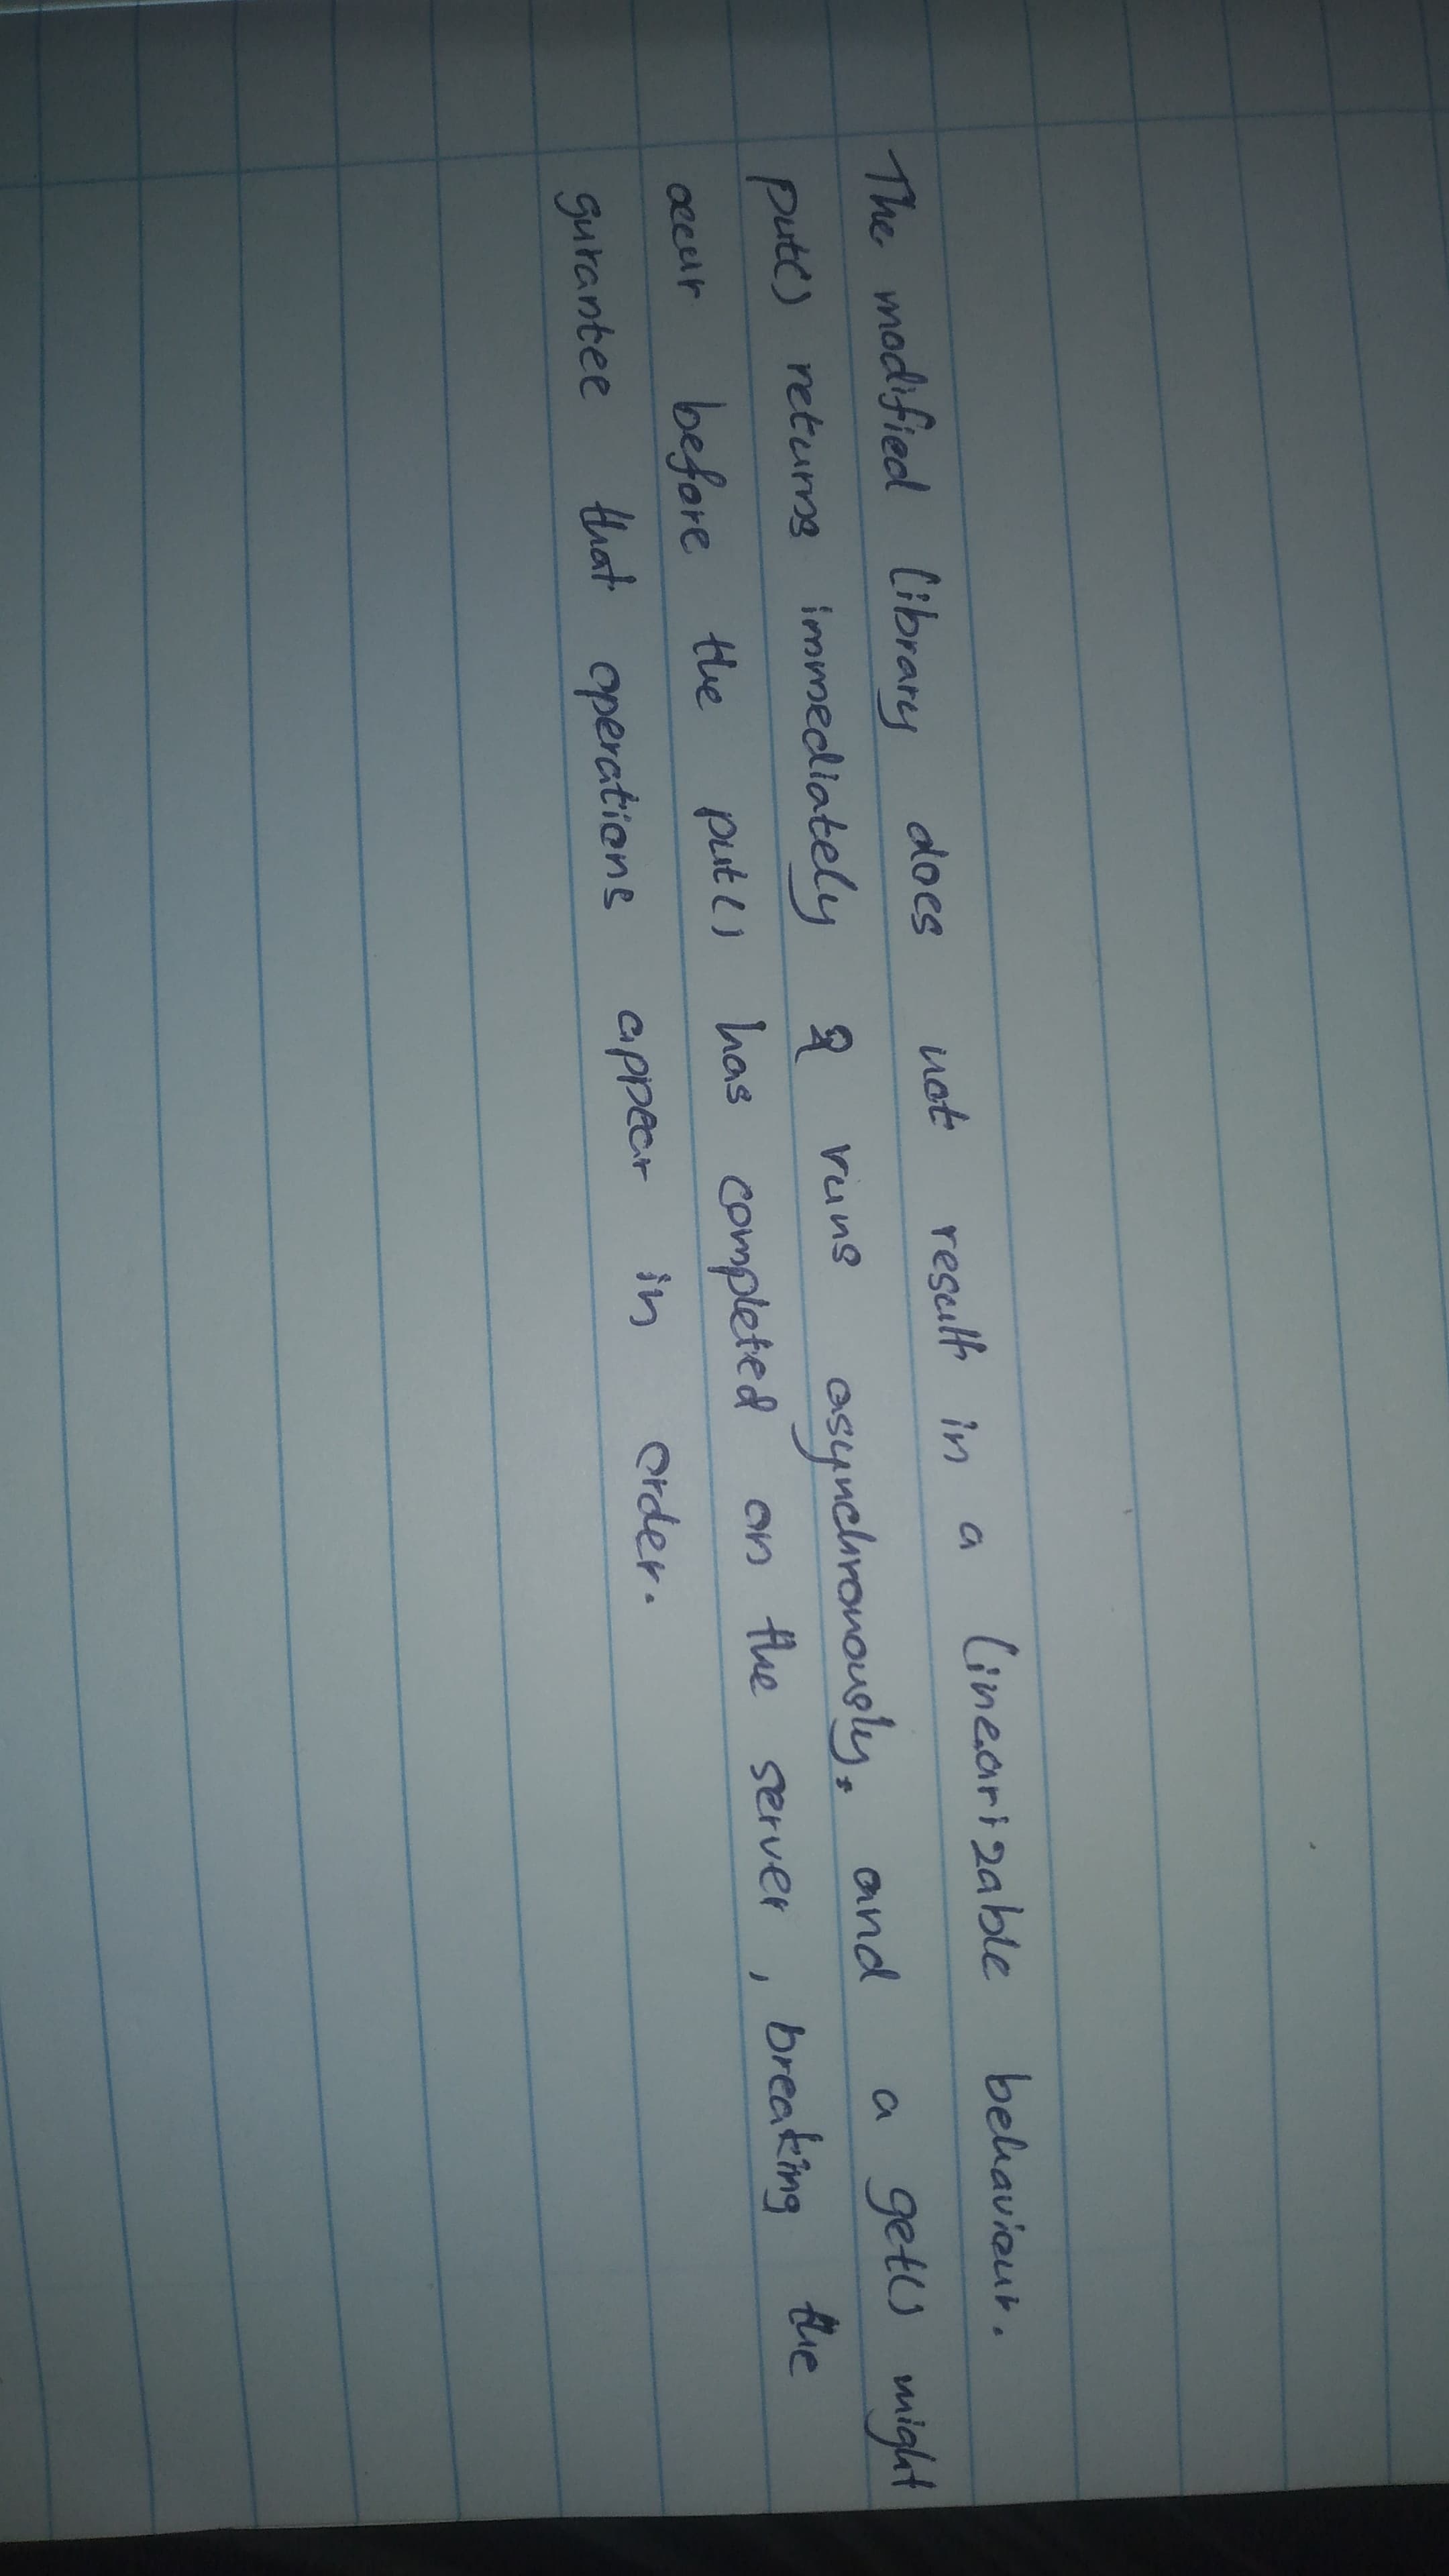 The modified library does not result in a linearizable behaviour.
put() returns immediately & runs asynchronously, and a get() might
occur before the put() has completed on the server, breaking the
gurantee that operations appear in order.